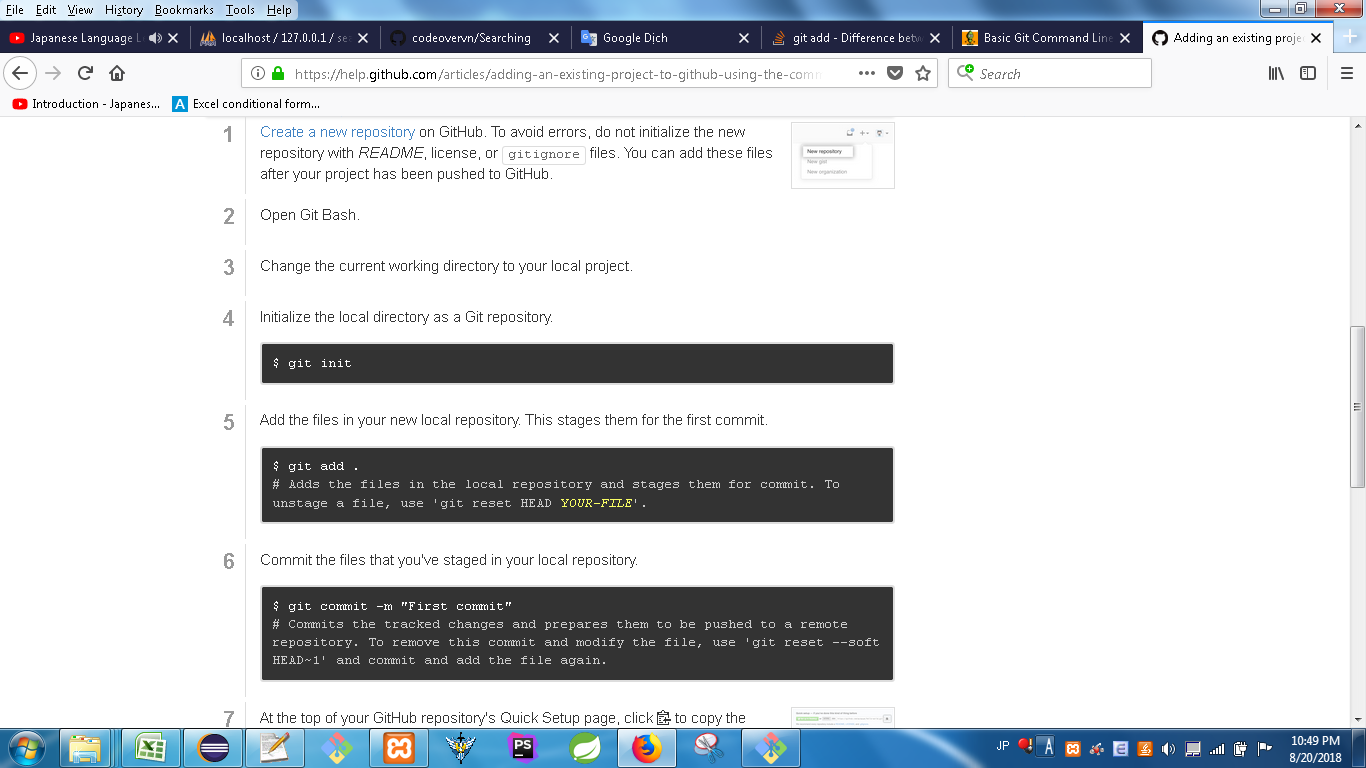 File Edit View History Bookmarks Tools Help
Japanese Language L
localhost / 127.0.0.1 / se
codeovervn/Searching
Google Dịch
git add - Difference betw
Basic Git Command Line
Adding an existing proje
https://help.github.com/articles/adding-an-existing-project-to-github-using-the-comm
Search
Introduction - Japanes...
Excel conditional form...
1
Create a new repository on GitHub. To avoid errors, do not initialize the new
repository with README, license, or gitignore files. You can add these files
after your project has been pushed to GitHub.
New repository
New gist
New organization
2
Open Git Bash.
3
Change the current working directory to your local project.
4
Initialize the local directory as a Git repository.
$ git init
5
Add the files in your new local repository. This stages them for the first commit.
$ git add .
# Adds the files in the local repository and stages them for commit. To
unstage a file, use 'git reset HEAD YOUR-FILE'.
6
Commit the files that you've staged in your local repository.
$ git commit -m "First commit"
# Commits the tracked changes and prepares them to be pushed to a remote
repository. To remove this commit and modify the file, use 'git reset --soft
HEAD~1' and commit and add the file again.
7
At the top of your GitHub repository's Quick Setup page, click to copy the
PS
JP
A
10:49 PM
8/20/2018